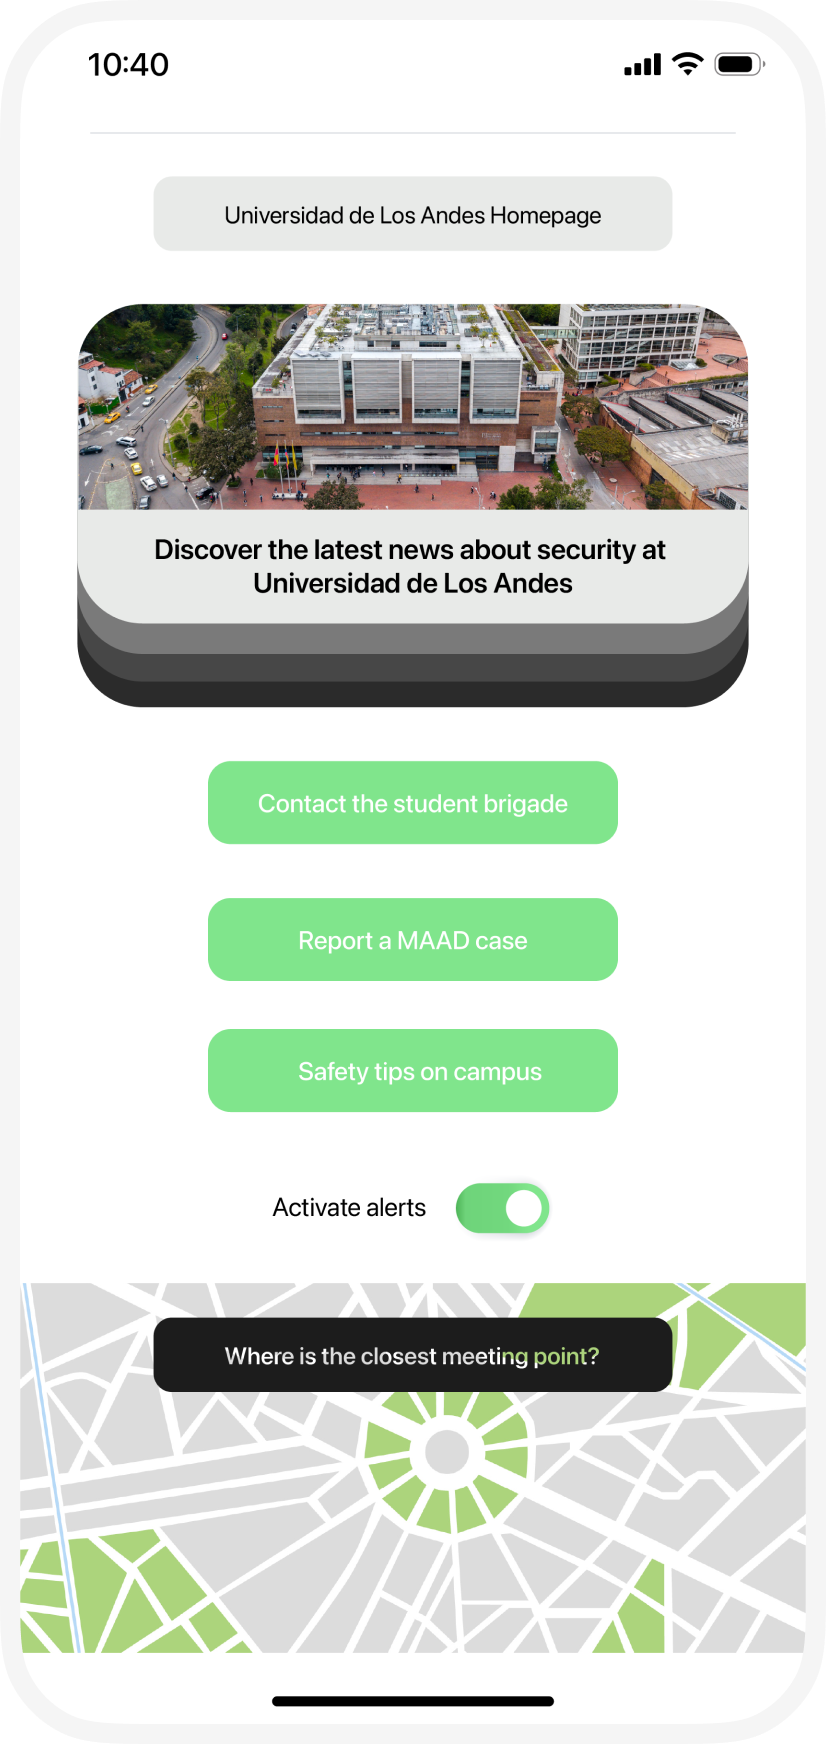 10:40
Universidad de Los Andes Homepage
Discover the latest news about security at
Universidad de Los Andes
Contact the student brigade
Report a MAAD case
Safety tips on campus
Activate alerts
Where is the closest meeting point?